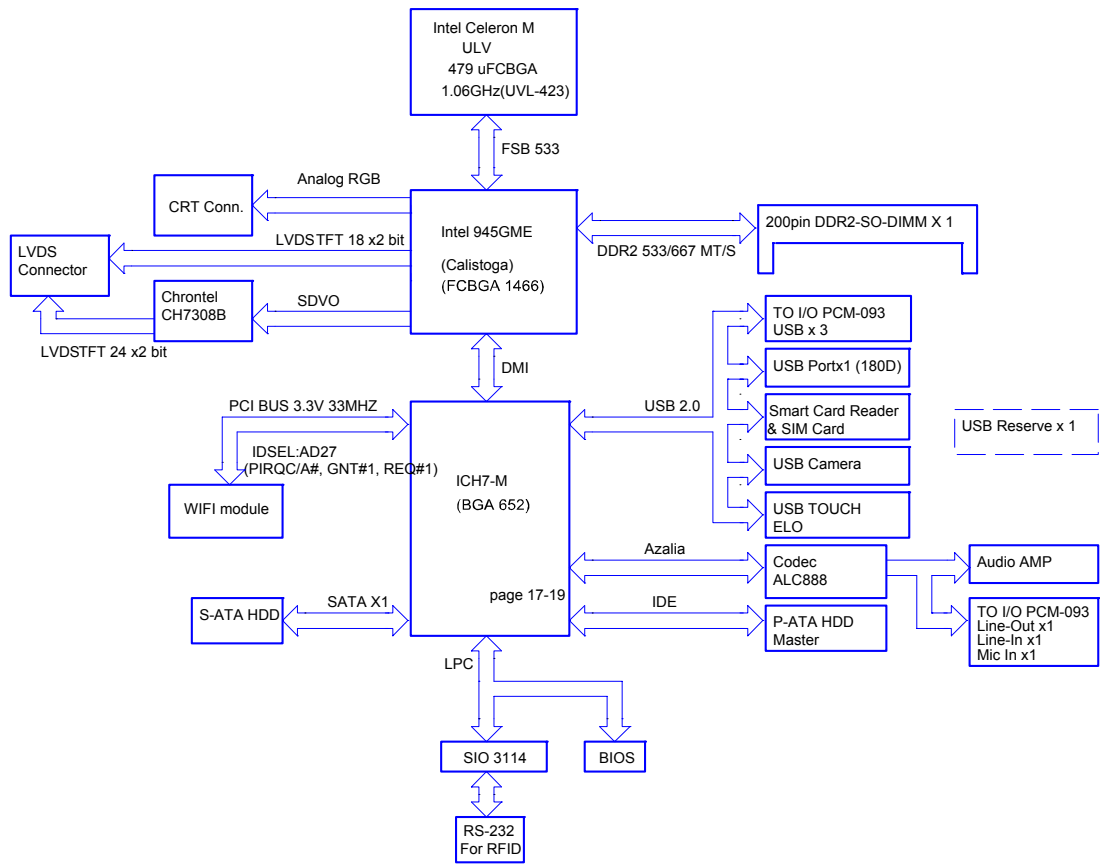 Intel Celeron M
ULV
479 uFCBGA
1.06GHz(UVL-423)
FSB 533
Analog RGB
CRT Conn.
Intel 945GME
(Calistoga)
(FCBGA 1466)
200pin DDR2-SO-DIMM X 1
DDR2 533/667 MT/S
LVDSTFT 18 x2 bit
LVDS
Connector
Chrontel
CH7308B
SDVO
LVDSTFT 24 x2 bit
DMI
TO I/O PCM-093
USB x 3
USB Portx1 (180D)
USB 2.0
Smart Card Reader
& SIM Card
USB Reserve x 1
USB Camera
USB TOUCH
ELO
PCI BUS 3.3V 33MHZ
IDSEL:AD27
(PIRQC/A#, GNT#1, REQ#1)
WIFI module
ICH7-M
(BGA 652)
page 17-19
Azalia
Codec
ALC888
Audio AMP
TO I/O PCM-093
Line-Out x1
Line-In x1
Mic In x1
S-ATA HDD
SATA X1
IDE
P-ATA HDD
Master
LPC
SIO 3114
BIOS
RS-232
For RFID